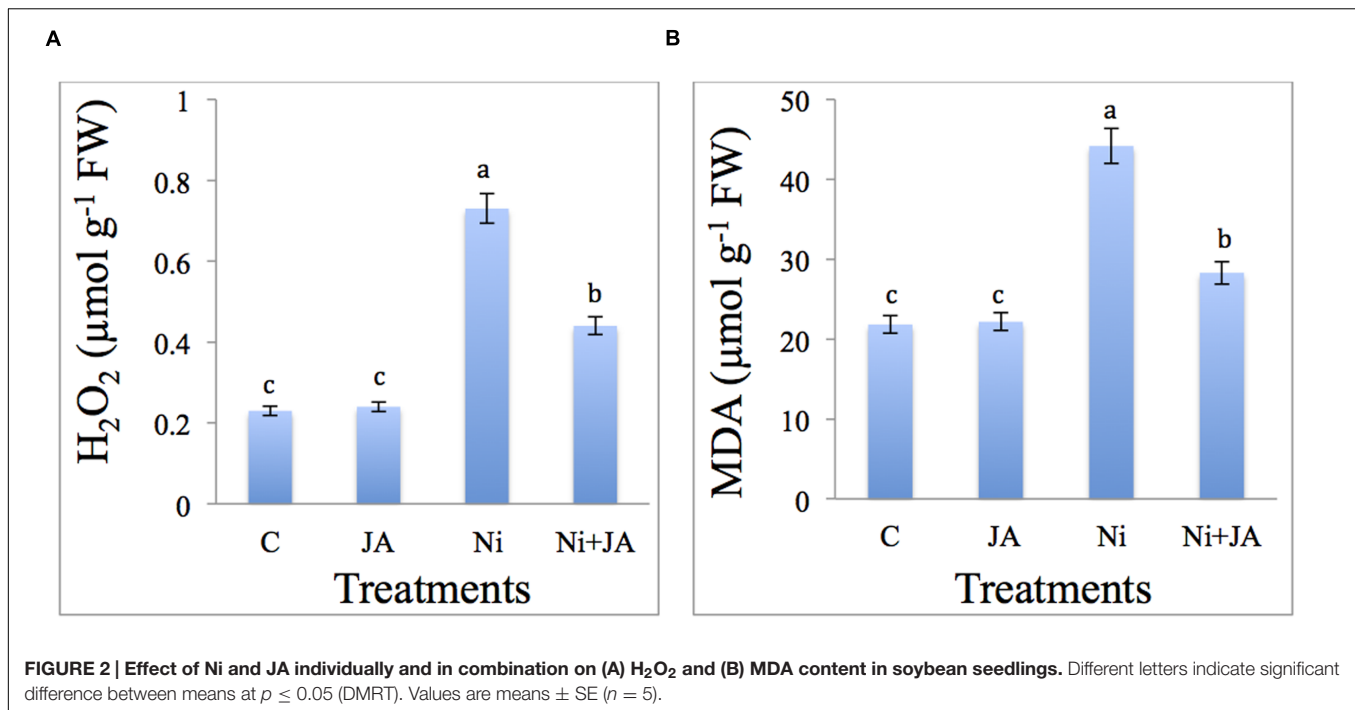 A
H₂O₂ (µmol g⁻¹ FW)
1
0.8
0.6
0.4
0.2
0
c
c
a
b
C JA Ni Ni+JA
Treatments
B
MDA (µmol g⁻¹ FW)
50
40
30
20
10
0
c
c
a
b
C JA Ni Ni+JA
Treatments
FIGURE 2 | Effect of Ni and JA individually and in combination on (A) H₂O₂ and (B) MDA content in soybean seedlings. Different letters indicate significant
difference between means at p ≤ 0.05 (DMRT). Values are means ± SE (n = 5).